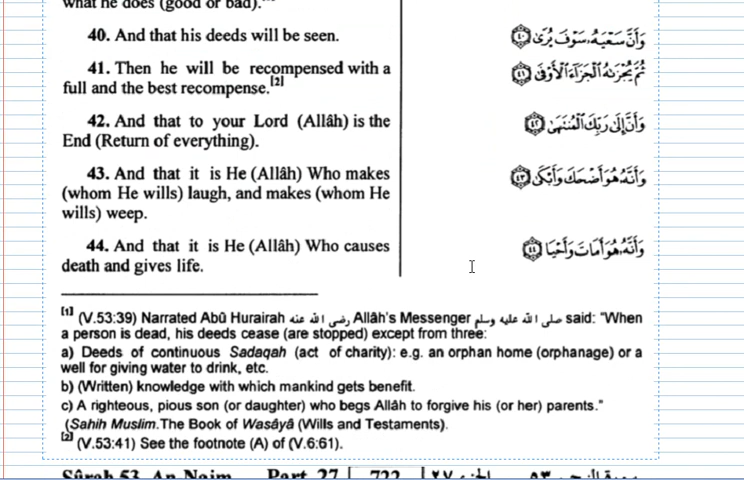 what he does (good or bad).
40. And that his deeds will be seen.
وَأَنَّ سَعْيَهُۥ سَوْفَ يُرَىٰ ٤٠
41. Then he will be recompensed with a
full and the best recompense.[2]
ثُمَّ يُجْزَىٰهُ ٱلْجَزَآءَ ٱلْأَوْفَىٰ ٤١
42. And that to your Lord (Allâh) is the
End (Return of everything).
وَأَنَّ إِلَىٰ رَبِّكَ ٱلْمُنتَهَىٰ ٤٢
43. And that it is He (Allâh) Who makes
(whom He wills) laugh, and makes (whom He
wills) weep.
وَأَنَّهُۥ هُوَ أَضْحَكَ وَأَبْكَىٰ ٤٣
44. And that it is He (Allâh) Who causes
death and gives life.
وَأَنَّهُۥ هُوَ أَمَاتَ وَأَحْيَا ٤٤
[1] (V.53:39) Narrated Abû Hurairah رضي الله عنه Allâh's Messenger صلى الله عليه وسلم said: "When
a person is dead, his deeds cease (are stopped) except from three:
a) Deeds of continuous Sadaqah (act of charity): e.g. an orphan home (orphanage) or a
well for giving water to drink, etc.
b) (Written) knowledge with which mankind gets benefit.
c) A righteous, pious son (or daughter) who begs Allâh to forgive his (or her) parents."
(Sahih Muslim.The Book of Wasâyâ (Wills and Testaments).
[2] (V.53:41) See the footnote (A) of (V.6:61).
Sûrah 53. An-Najm Part 27 | 722 | الجزء ٢٧ سورة النجم ٥٣